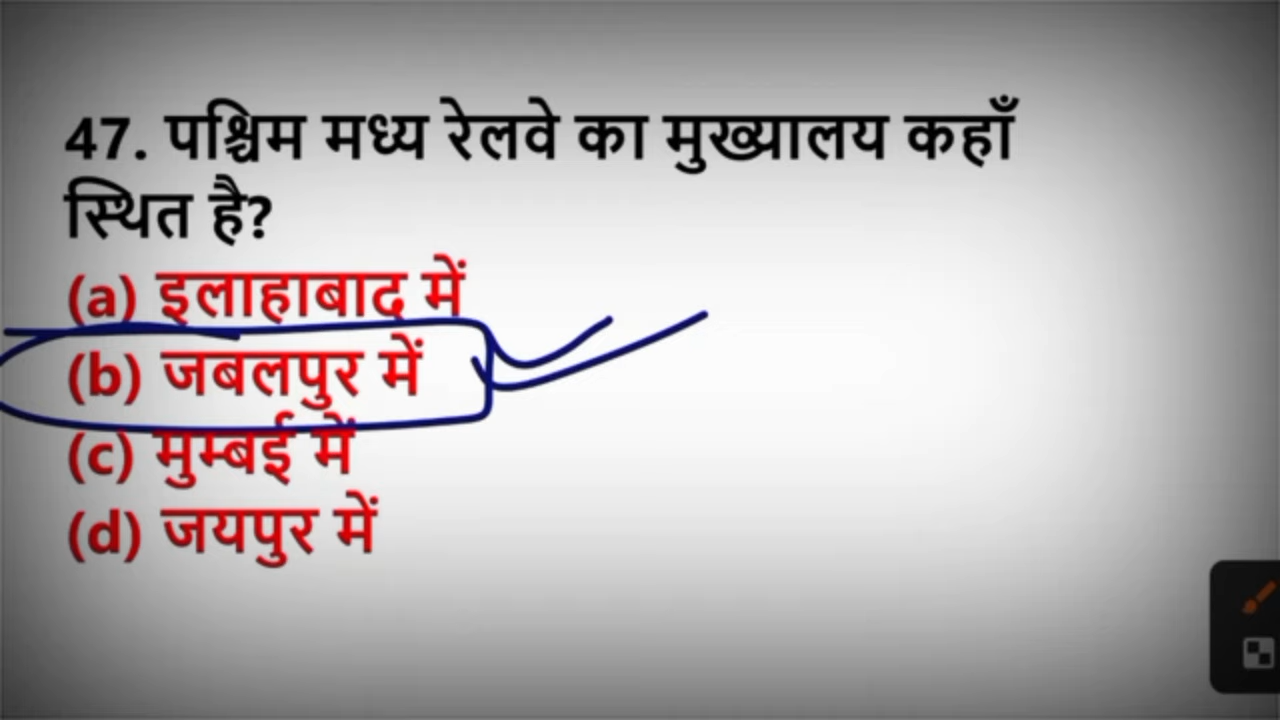 47. पश्चिम मध्य रेलवे का मुख्यालय कहाँ
स्थित है?
(a) इलाहाबाद में
(b) जबलपुर में
(c) मुम्बई में
(d) जयपुर में